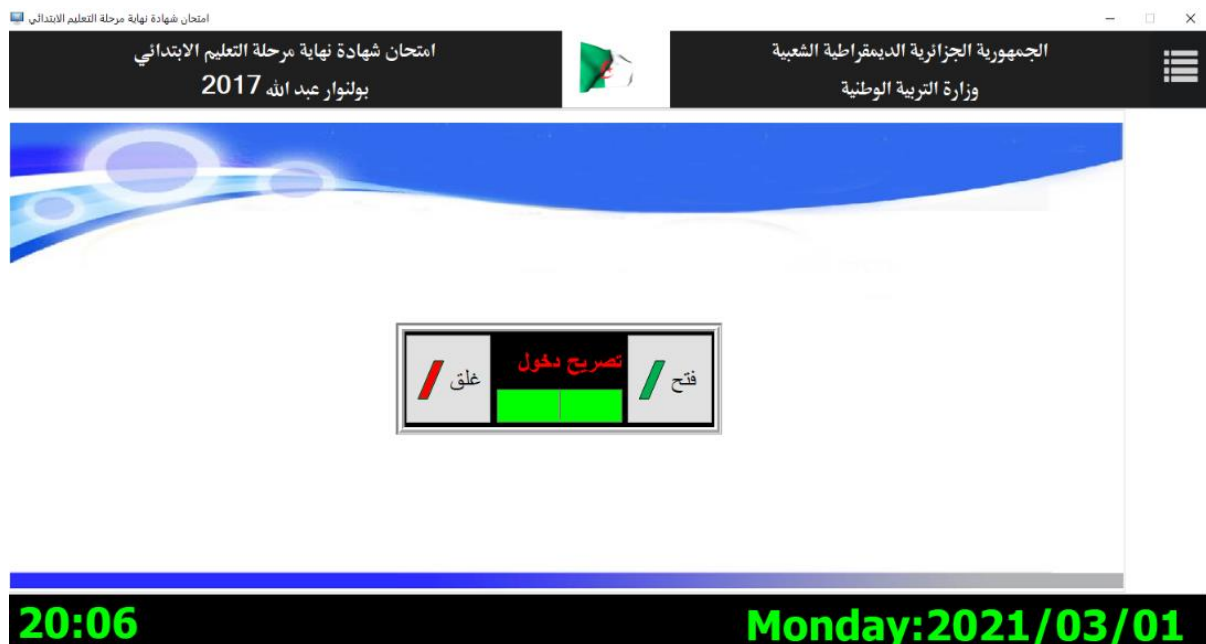 امتحان شهادة نهاية مرحلة التعليم الابتدائي
الجمهورية الجزائرية الديمقراطية الشعبية
وزارة التربية الوطنية
امتحان شهادة نهاية مرحلة التعليم الابتدائي
بولنوار عبد الله 2017
تصريح دخول
فتح
غلق
20:06
Monday:2021/03/01